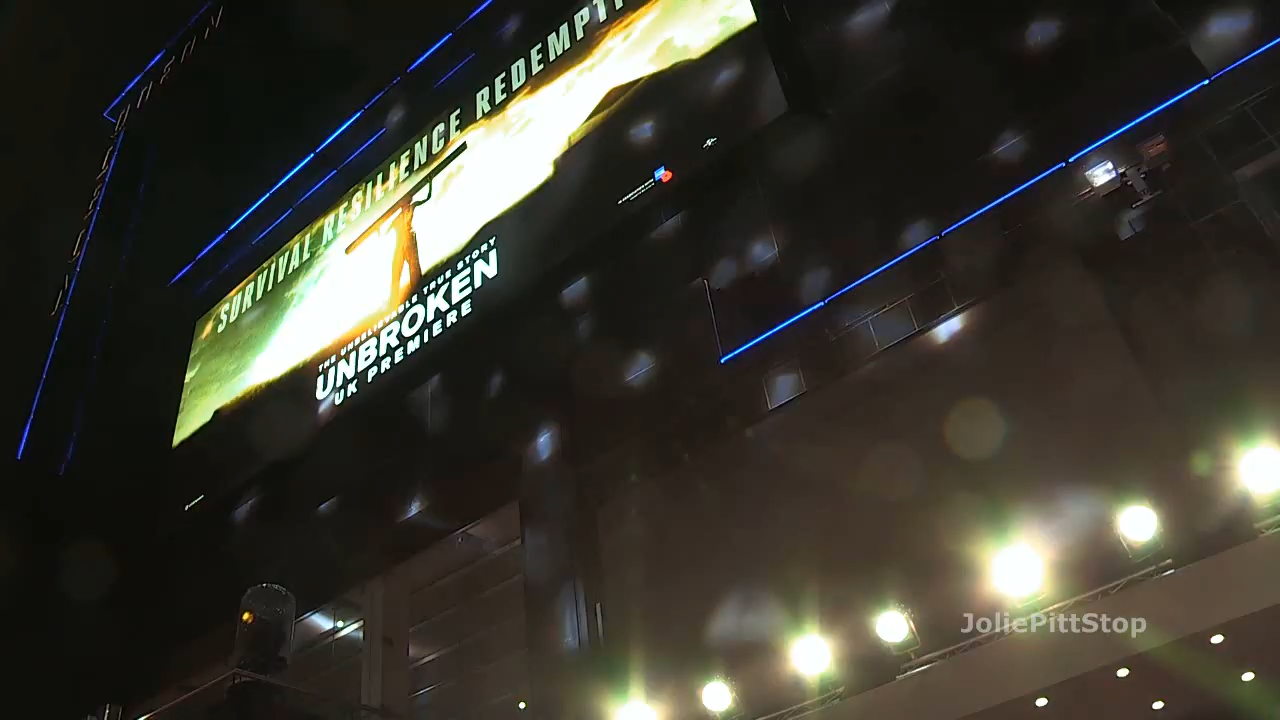 SURVIVAL RESILIENCE REDEMPTI
THE UNBELIEVABLE TRUE STORY
UNBROKEN
UK PREMIERE
JoliePittStop